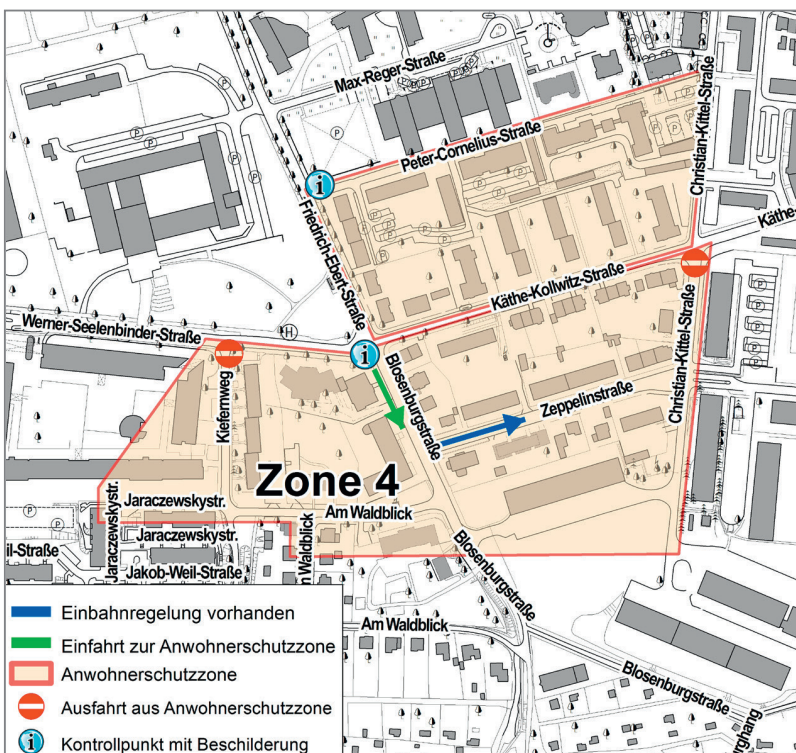 Max-Reger-Straße
Peter-Cornelius-Straße
Christian-Kittel-Straße
Friedrich-Ebert-Straße
Käthe-
Käthe-Kollwitz-Straße
Werner-Seelenbinder-Straße
H
Christian-Kittel-Straße
Blosenburgstraße
Kiefernweg
Zeppelinstraße
Zone 4
Jaraczewskystr.
Jaraczewskystr.
Am Waldblick
Jaraczewskystr.
il-Straße
Jakob-Weil-Straße
m Waldblick
Blosenburgstraße
Am Waldblick
Blosenburgstraße
rghang
Einbahnregelung vorhanden
Einfahrt zur Anwohnerschutzzone
Anwohnerschutzzone
Ausfahrt aus Anwohnerschutzzone
Kontrollpunkt mit Beschilderung